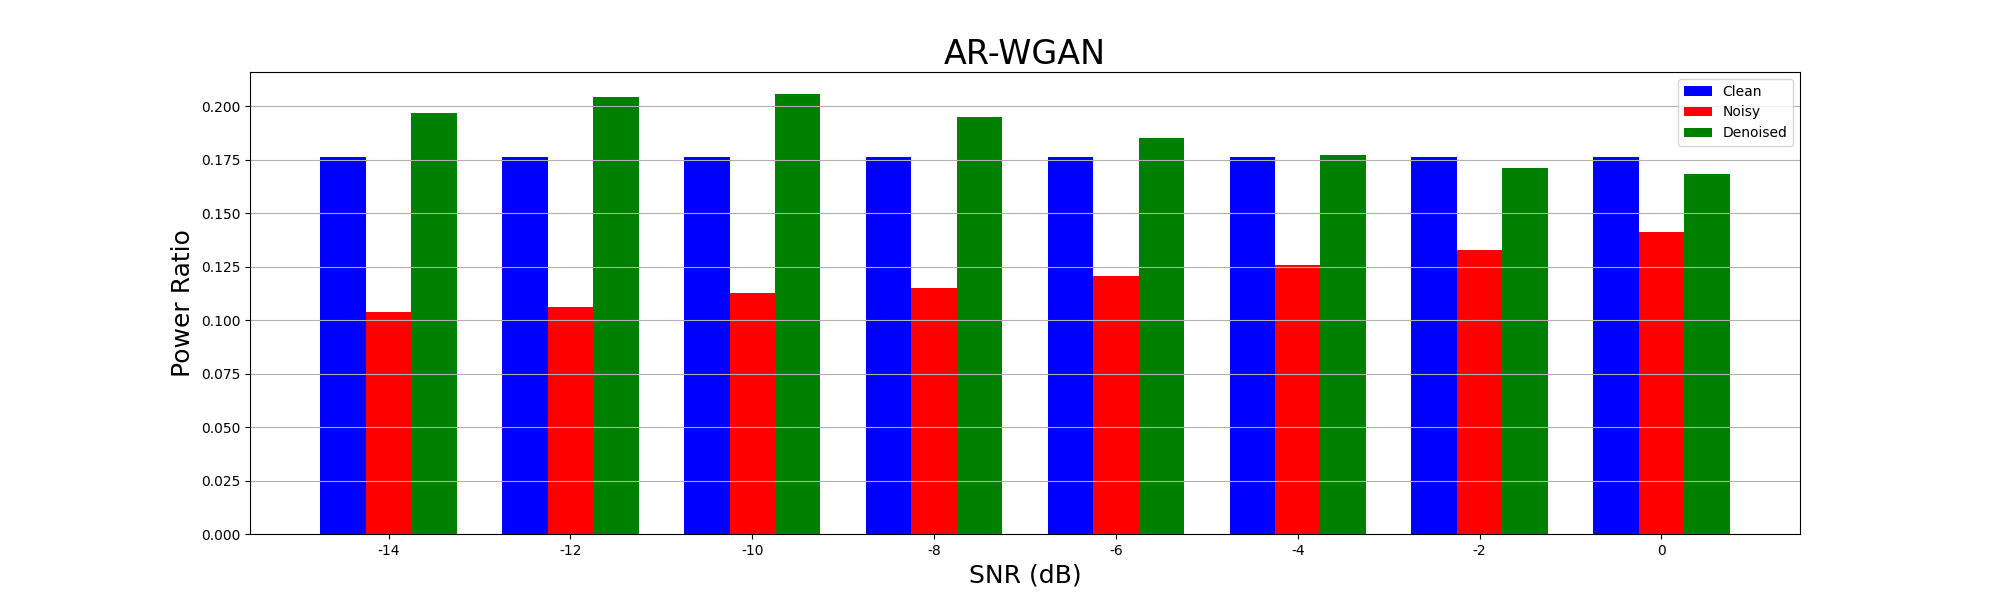 AR-WGAN
Clean
Noisy
Denoised
Power Ratio
0.200
0.175
0.150
0.125
0.100
0.075
0.050
0.025
0.000
-14 -12 -10 -8 -6 -4 -2 0
SNR (dB)